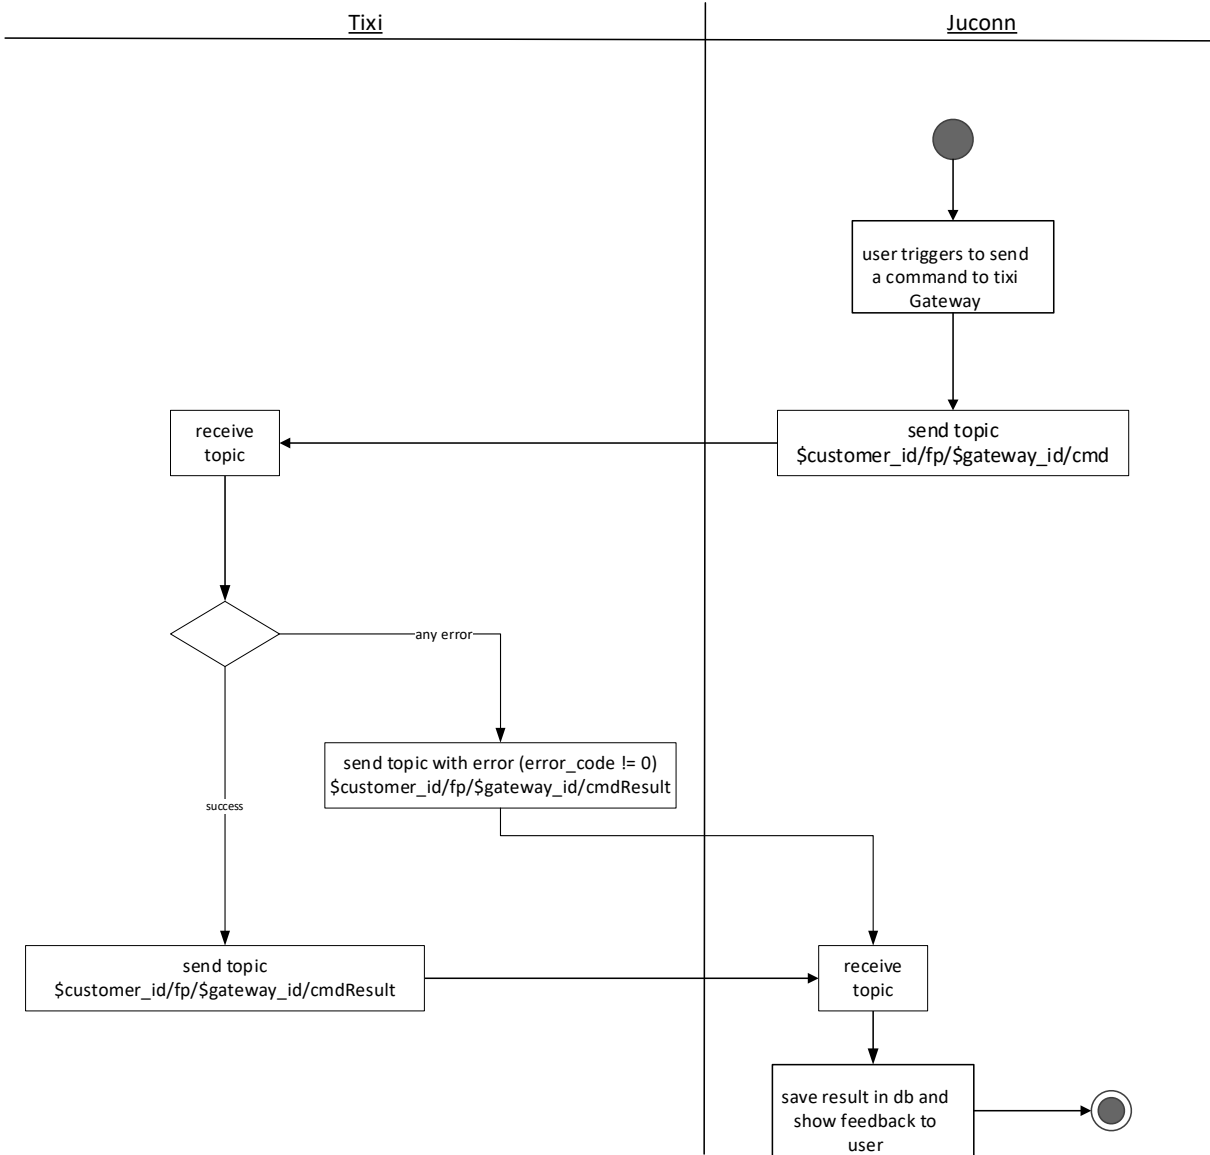 Tixi
Juconn
user triggers to send
a command to tixi
Gateway
send topic
$customer_id/fp/$gateway_id/cmd
receive
topic
any error
send topic with error (error_code != 0)
$customer_id/fp/$gateway_id/cmdResult
success
send topic
$customer_id/fp/$gateway_id/cmdResult
receive
topic
save result in db and
show feedback to
user